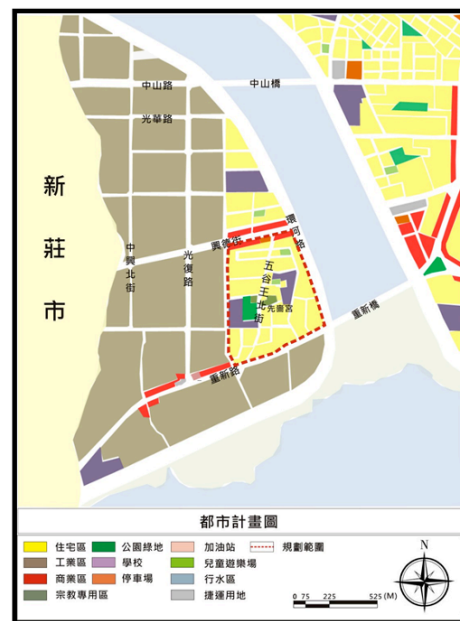 中山路
中山橋
光華路
新莊市
環河路
興德街
中興北街
光復路
五谷王北街
先嗇宮
重新橋
重新路
都市計畫圖
住宅區
公園綠地
加油站
規劃範圍
工業區
學校
兒童遊樂場
商業區
停車場
行水區
宗教專用區
捷運用地
N
0 75 225 525 (M)